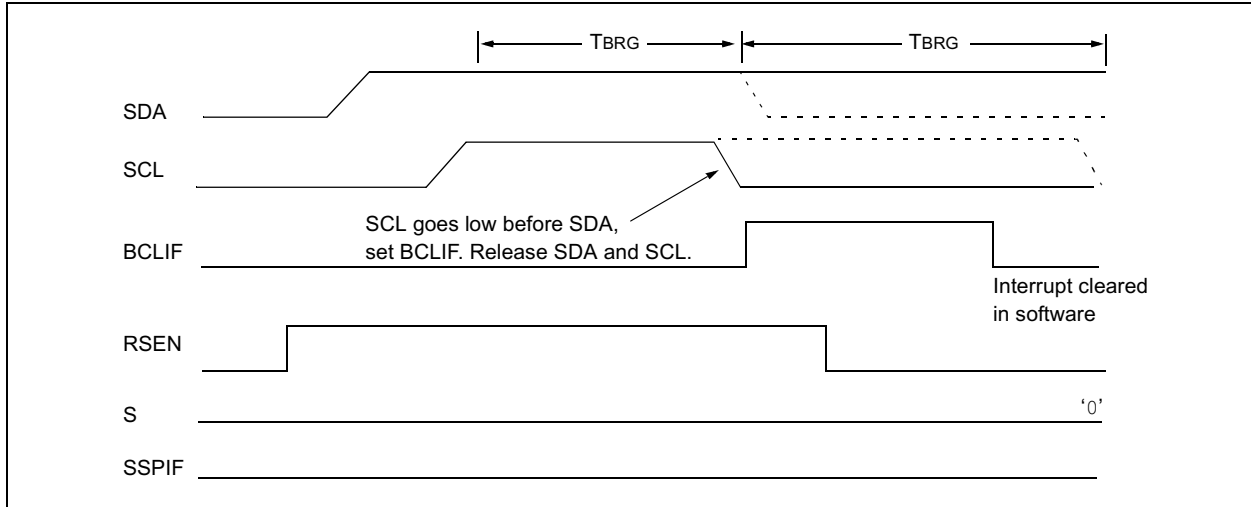 TBRG TBRG
SDA
SCL
SCL goes low before SDA,
set BCLIF. Release SDA and SCL.
BCLIF
Interrupt cleared
in software
RSEN
S
‘0’
SSPIF